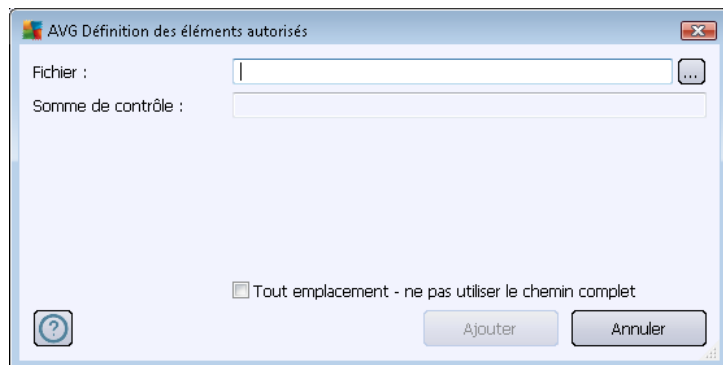 AVG Définition des éléments autorisés
Fichier :
...
Somme de contrôle :
Tout emplacement - ne pas utiliser le chemin complet
?
Ajouter
Annuler